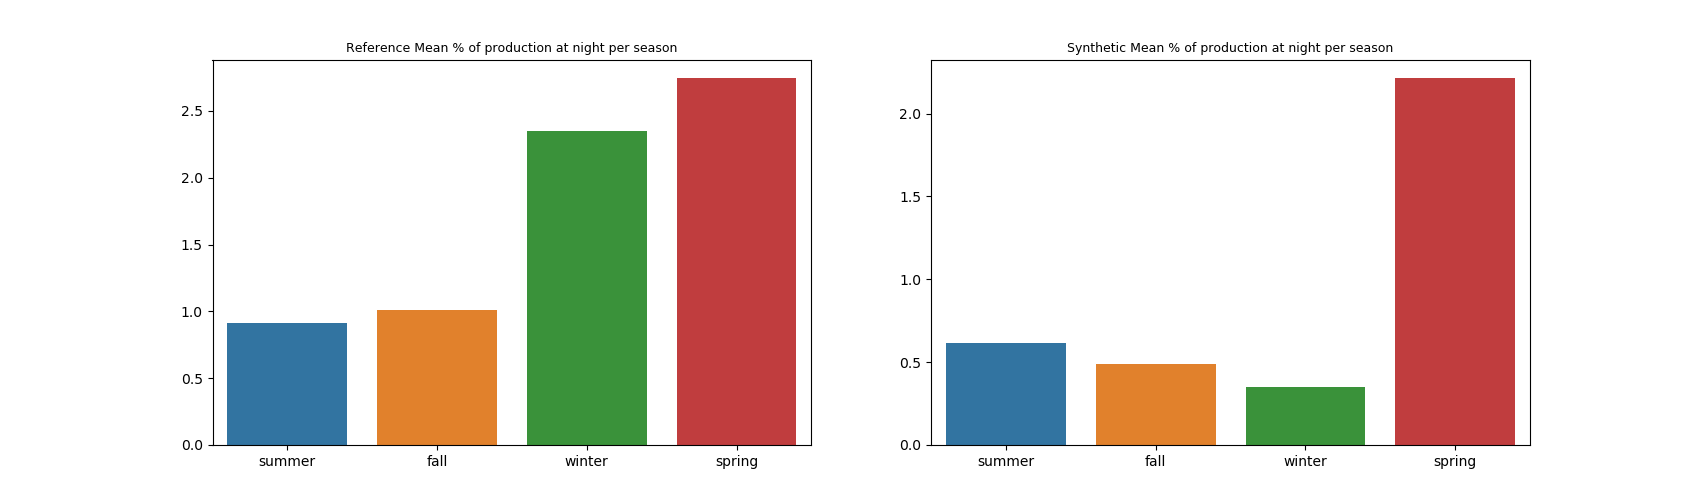 Reference Mean % of production at night per season
2.5
2.0
1.5
1.0
0.5
0.0
summer fall winter spring
Synthetic Mean % of production at night per season
2.0
1.5
1.0
0.5
0.0
summer fall winter spring